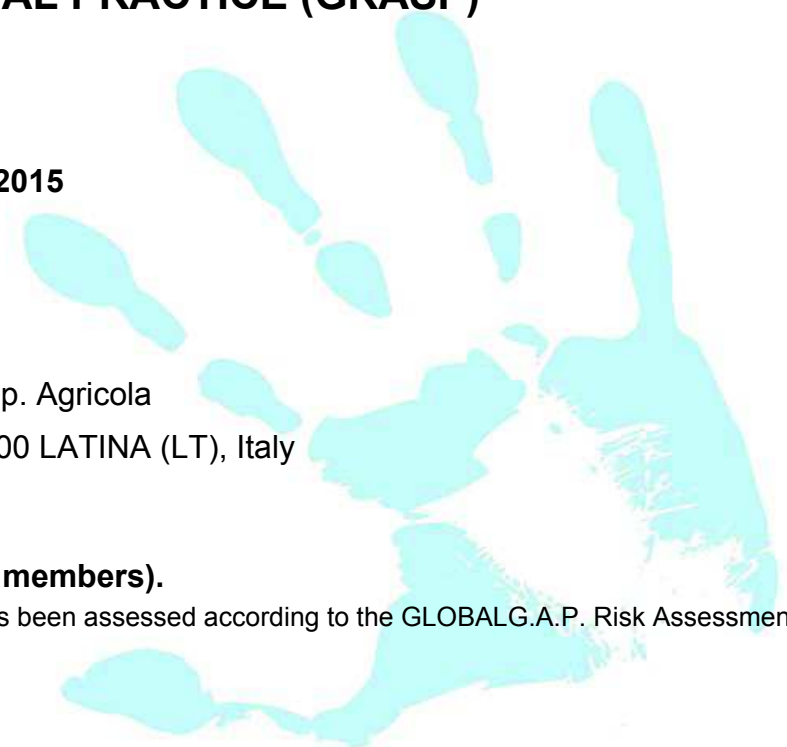 AL PRACTICE (GRASP)
2015
p. Agricola
00 LATINA (LT), Italy
members).
s been assessed according to the GLOBALG.A.P. Risk Assessmen